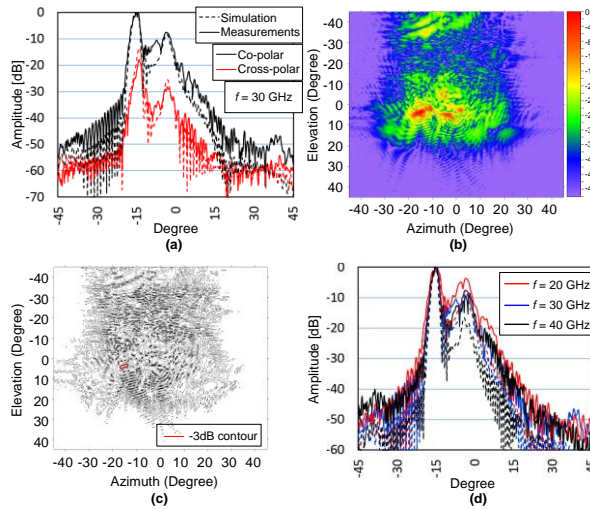 0
-10
-20
-30
-40
-50
-60
-70
Amplitude [dB]
Simulation
Measurements
Co-polar
Cross-polar
f = 30 GHz
-45 -30 -15 0 15 30 45
Degree
(a)
-40
-30
-20
-10
0
10
20
30
40
Elevation (Degree)
-40 -30 -20 -10 0 10 20 30 40
Azimuth (Degree)
(b)
-40
-30
-20
-10
0
10
20
30
40
Elevation (Degree)
-3dB contour
-40 -30 -20 -10 0 10 20 30 40
Azimuth (Degree)
(c)
0
-10
-20
-30
-40
-50
-60
Amplitude [dB]
f = 20 GHz
f = 30 GHz
f = 40 GHz
-45 -30 -15 0 15 30 45
Degree
(d)